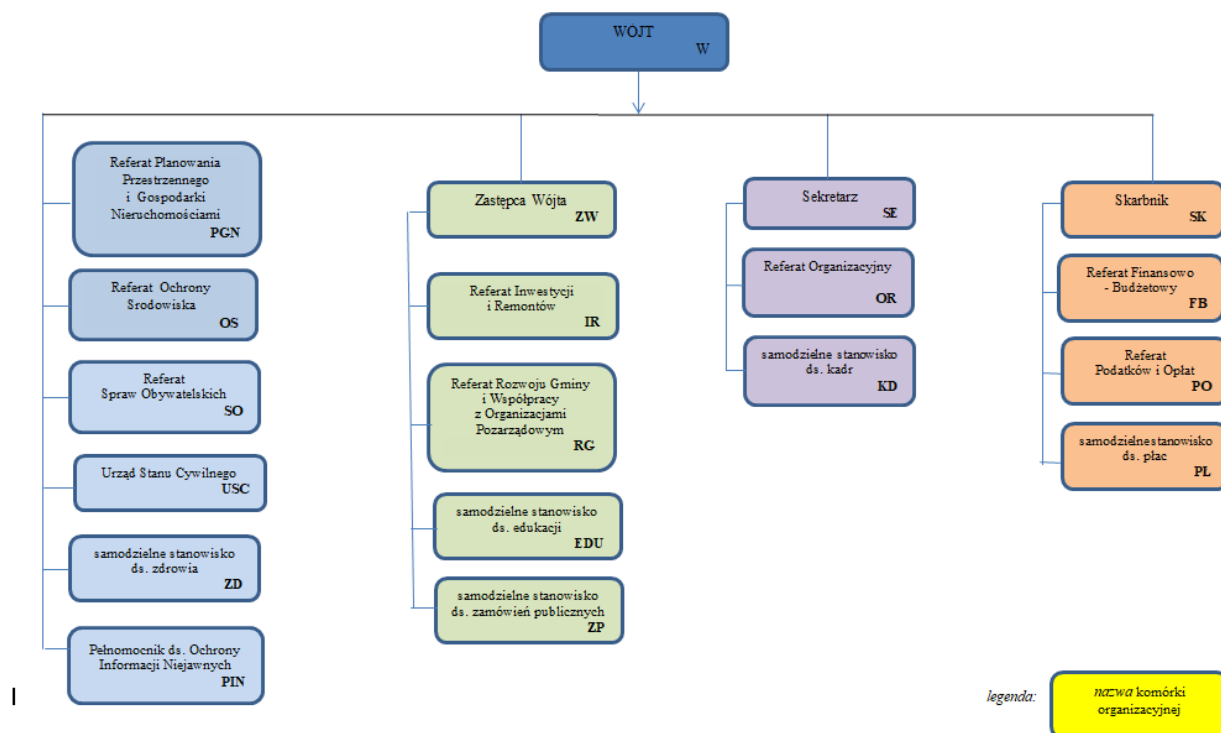 WÓJT
W
Referat Planowania
Przestrzennego
i Gospodarki
Nieruchomościami
PGN
Referat Ochrony
Srodowiska
OS
Referat
Spraw Obywatelskich
SO
Urząd Stanu Cywilnego
USC
samodzielne stanowisko
ds. zdrowia
ZD
Pełnomocnik ds. Ochrony
Informacji Niejawnych
PIN
Zastępca Wójta
ZW
Referat Inwestycji
i Remontów
IR
Referat Rozwoju Gminy
i Współpracy
z Organizacjami
Pozarządowym
RG
samodzielne stanowisko
ds. edukacji
EDU
samodzielne stanowisko
ds. zamówień publicznych
ZP
Sekretarz
SE
Referat Organizacyjny
OR
samodzielne stanowisko
ds. kadr
KD
Skarbnik
SK
Referat Finansowo
- Budżetowy
FB
Referat
Podatków i Opłat
PO
samodzielne stanowisko
ds. płac
PL
I
legenda:
nazwa komórki
organizacyjnej